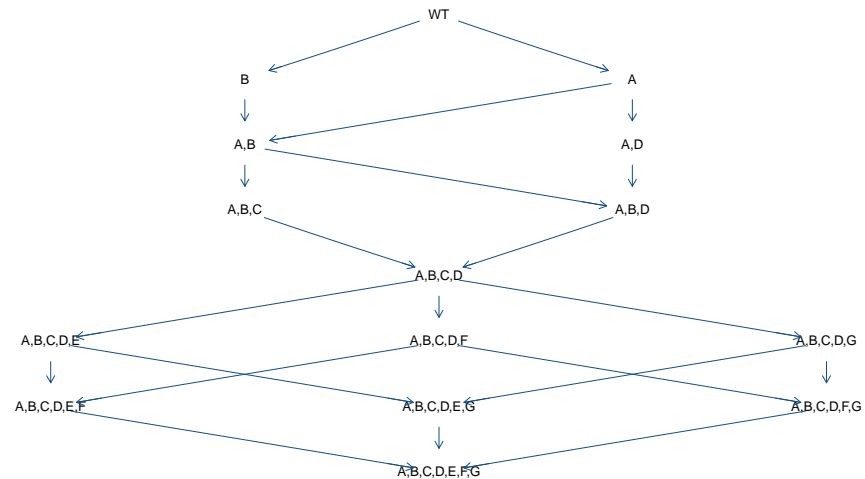 WT
B
A
A,B
A,D
A,B,C
A,B,D
A,B,C,D
A,B,C,D,E
A,B,C,D,F
A,B,C,D,G
A,B,C,D,E,F
A,B,C,D,E,G
A,B,C,D,F,G
A,B,C,D,E,F,G